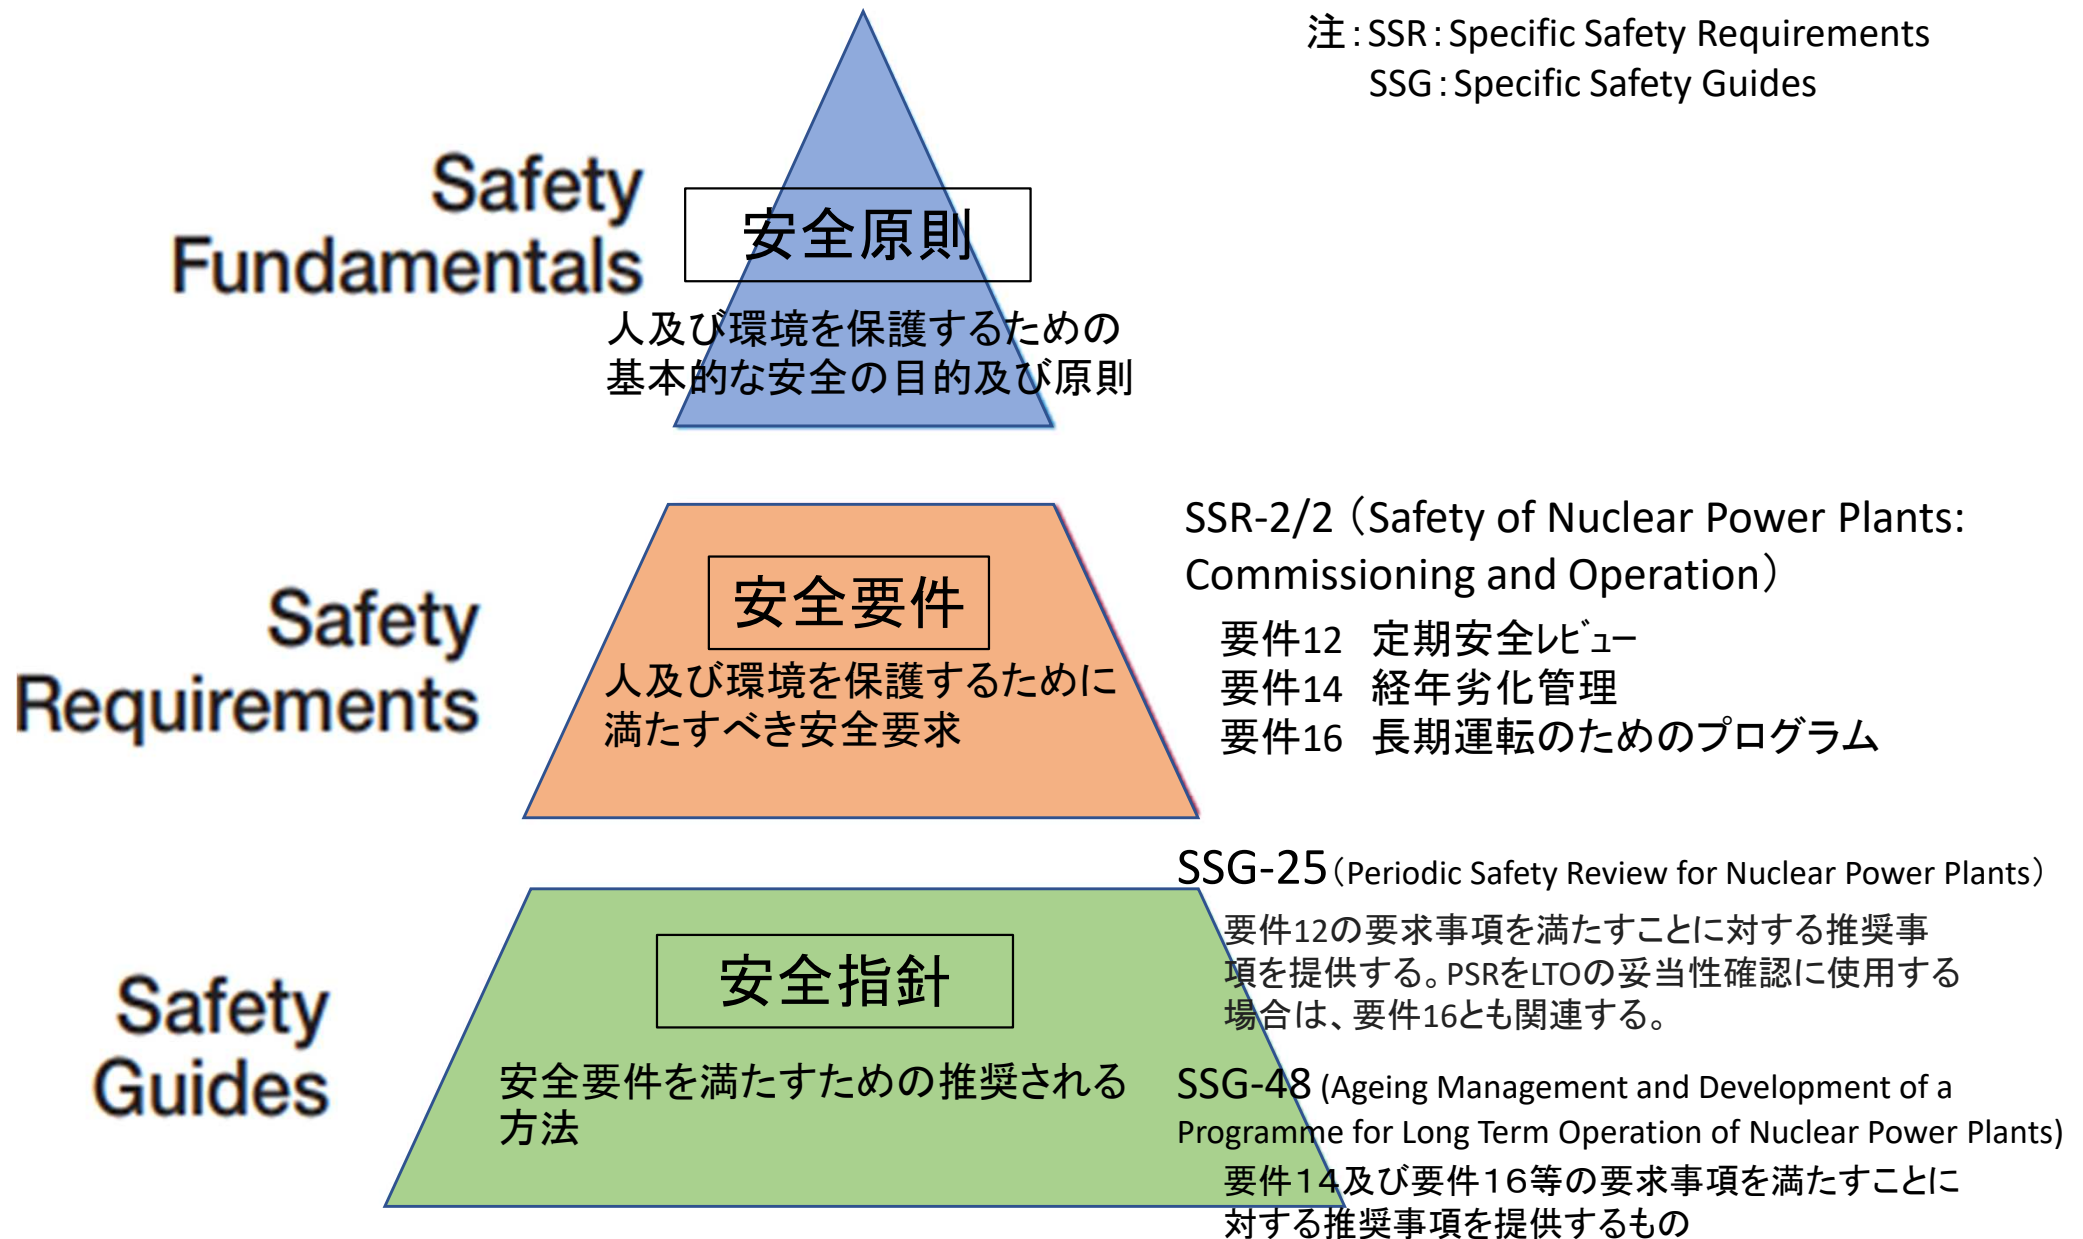 注：SSR：Specific Safety Requirements
SSG：Specific Safety Guides
Safety
Fundamentals
安全原則
人及び環境を保護するための
基本的な安全の目的及び原則
Safety
Requirements
安全要件
人及び環境を保護するために
満たすべき安全要求
SSR-2/2（Safety of Nuclear Power Plants:
Commissioning and Operation）
要件12　定期安全ﾚﾋﾞｭｰ
要件14　経年劣化管理
要件16　長期運転のためのプログラム
Safety
Guides
安全指針
安全要件を満たすための推奨される
方法
SSG-25（Periodic Safety Review for Nuclear Power Plants）
要件12の要求事項を満たすことに対する推奨事
項を提供する。PSRをLTOの妥当性確認に使用する
場合は、要件16とも関連する。
SSG-48 (Ageing Management and Development of a
Programme for Long Term Operation of Nuclear Power Plants)
要件１４及び要件１６等の要求事項を満たすことに
対する推奨事項を提供するもの